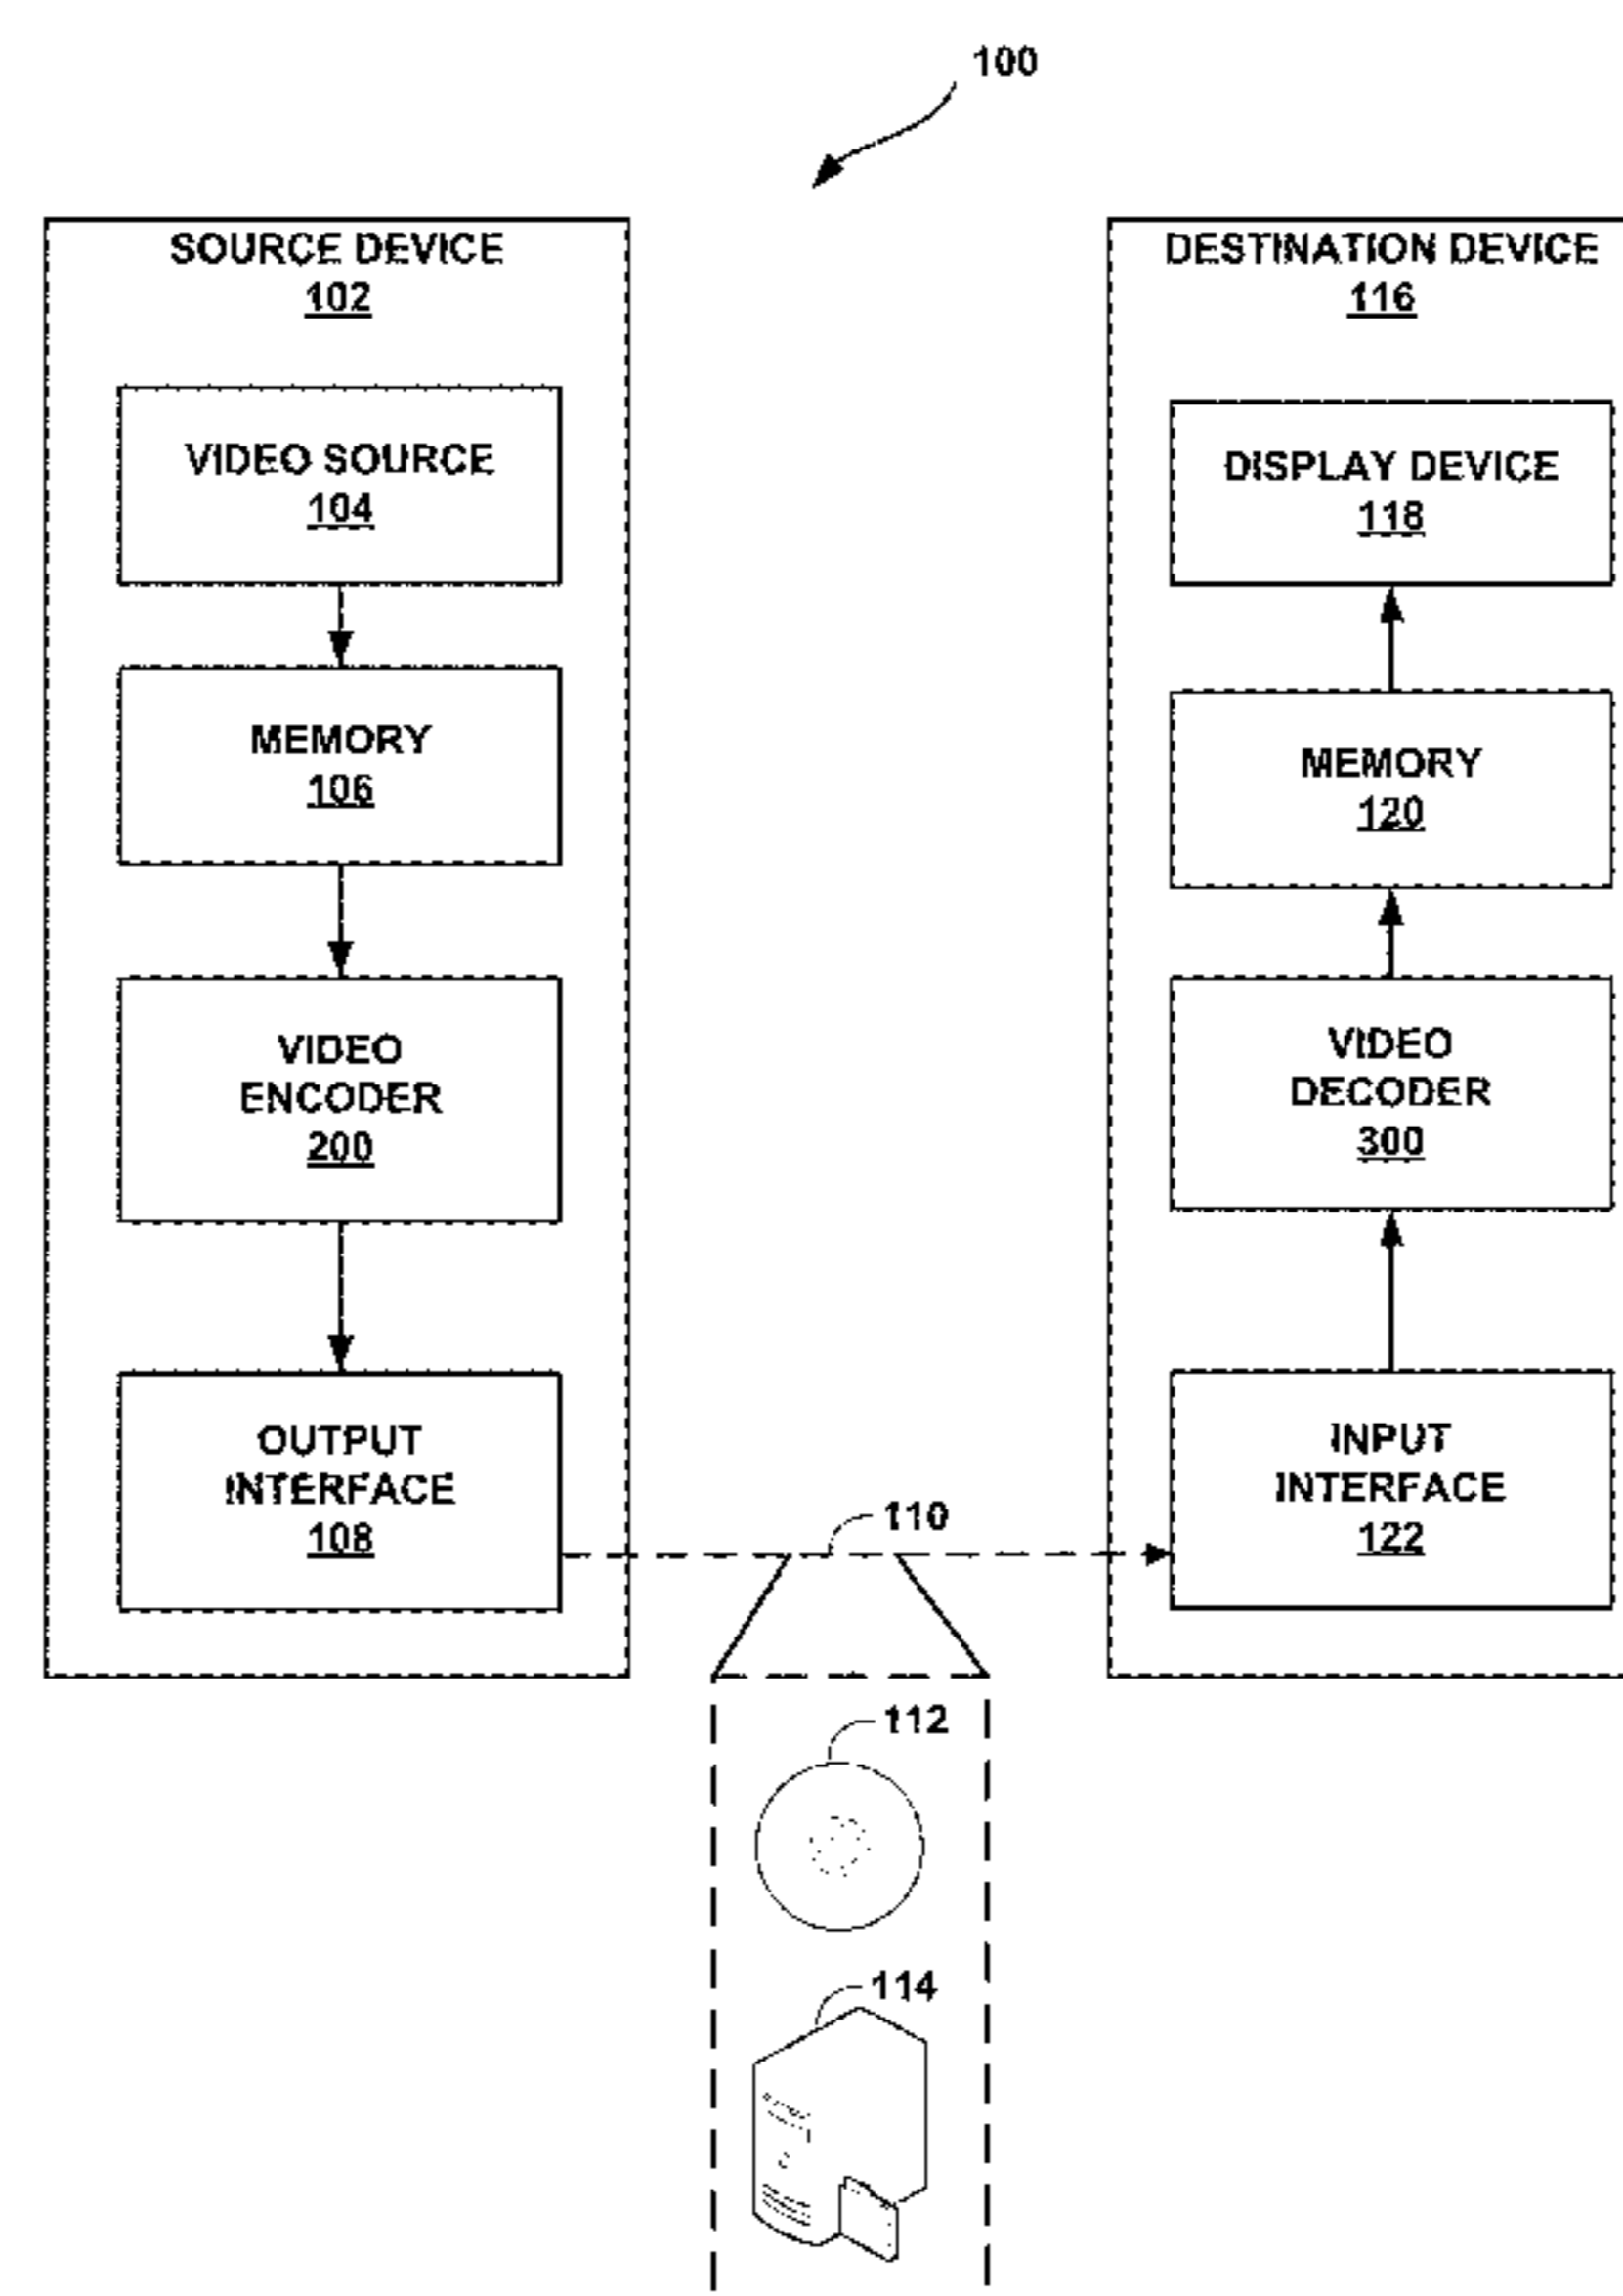 100
SOURCE DEVICE
102
VIDEO SOURCE
104
MEMORY
106
VIDEO
ENCODER
200
OUTPUT
INTERFACE
108
DESTINATION DEVICE
116
DISPLAY DEVICE
118
MEMORY
120
VIDEO
DECODER
300
INPUT
INTERFACE
122
110
112
114